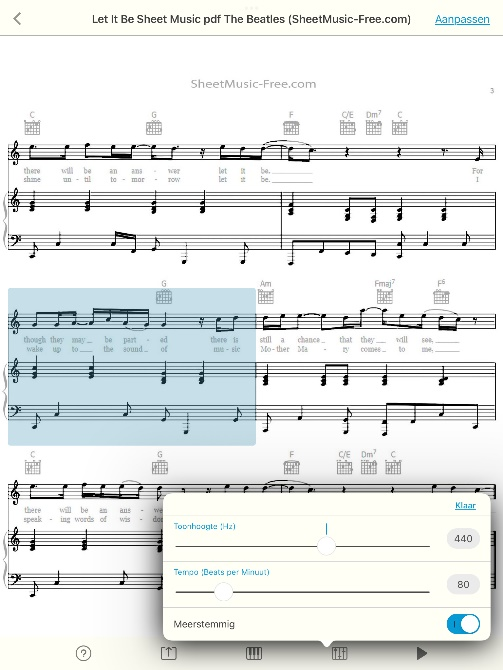 Let It Be Sheet Music pdf The Beatles (SheetMusic-Free.com)
Aanpassen
SheetMusic-Free.com
3
C G F C/E Dm7 C
there will be an ans - wer let it be. For
shine un - til to - mor - row let it be. I
G Am Fmaj7 F6
though they may be part - ed there is still a chance that they will see.
wake up to the sound of mu - sic Mo - ther Ma - ry comes to me,
C G F C/E Dm7 C
there will be an ans - we
speak - ing words of wis - do
Klaar
Toonhoogte (Hz)
440
Tempo (Beats per Minuut)
80
Meerstemmig